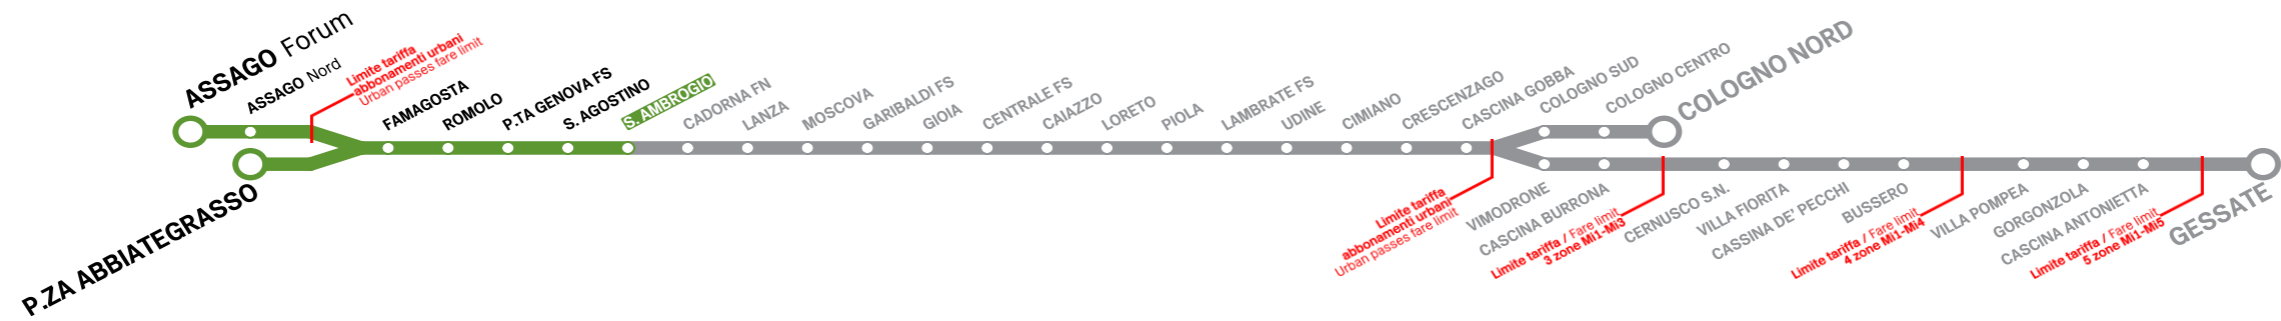 ASSAGO Forum
ASSAGO Nord
Limite tariffa
abbonamenti urbani
Urban passes fare limit
P.ZA ABBIATEGRASSO
FAMAGOSTA
ROMOLO
P.TA GENOVA FS
S. AGOSTINO
S. AMBROGIO
CADORNA FN
LANZA
MOSCOVA
GARIBALDI FS
GIOIA
CENTRALE FS
CAIAZZO
LORETO
PIOLA
LAMBRATE FS
UDINE
CIMIANO
CRESCENZAGO
CASCINA GOBBA
Limite tariffa
abbonamenti urbani
Urban passes fare limit
COLOGNO SUD
COLOGNO CENTRO
COLOGNO NORD
VIMODRONE
CASCINA BURRONA
Limite tariffa / Fare limit
3 zone Mi1-Mi3
CERNUSCO S.N.
VILLA FIORITA
CASSINA DE' PECCHI
BUSSERO
Limite tariffa / Fare limit
4 zone Mi1-Mi4
VILLA POMPEA
GORGONZOLA
CASCINA ANTONIETTA
Limite tariffa / Fare limit
5 zone Mi1-Mi5
GESSATE